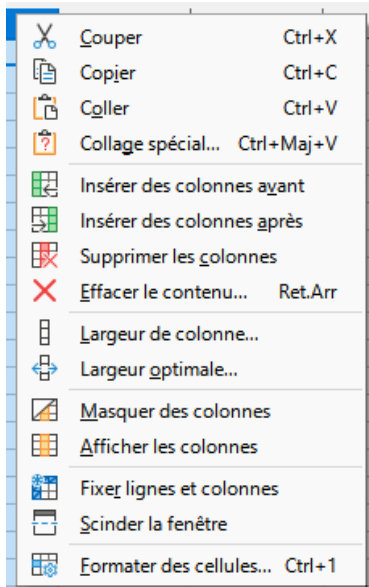 Couper Ctrl+X
Copier Ctrl+C
Coller Ctrl+V
Collage spécial... Ctrl+Maj+V
Insérer des colonnes avant
Insérer des colonnes après
Supprimer les colonnes
Effacer le contenu... Ret.Arr
Largeur de colonne...
Largeur optimale...
Masquer des colonnes
Afficher les colonnes
Fixer lignes et colonnes
Scinder la fenêtre
Formater des cellules... Ctrl+1